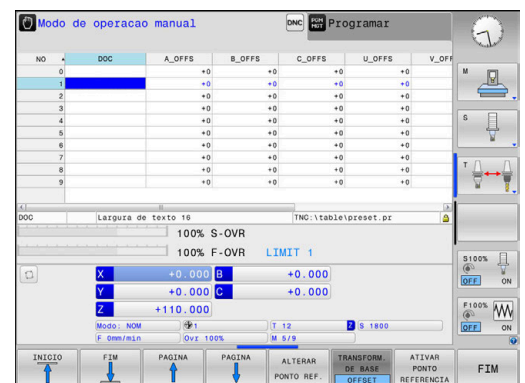 Modo de operacao manual DNC PGM MGT Programar
NO DOC A_OFFS B_OFFS C_OFFS U_OFFS V_OFF
0 +0 +0 +0 +0
1 +0 +0 +0 +0
2 +0 +0 +0 +0
3 +0 +0 +0 +0
4 +0 +0 +0 +0
5 +0 +0 +0 +0
6 +0 +0 +0 +0
7 +0 +0 +0 +0
8 +0 +0 +0 +0
9 +0 +0 +0 +0
DOC Largura de texto 16 TNC:\table\preset.pr
100% S-OVR
100% F-OVR LIMIT 1
X +0.000 B +0.000
Y +0.000 C +0.000
Z +110.000
Modo: NOM 1 T 12 Z S 1800
F 0mm/min Ovr 100% M 5/9
M
S
T
S100%
OFF ON
F100%
OFF ON
INICIO
FIM
PAGINA
PAGINA
ALTERAR
PONTO REF.
TRANSFORM.
DE BASE
OFFSET
ATIVAR
PONTO
REFERENCIA
FIM